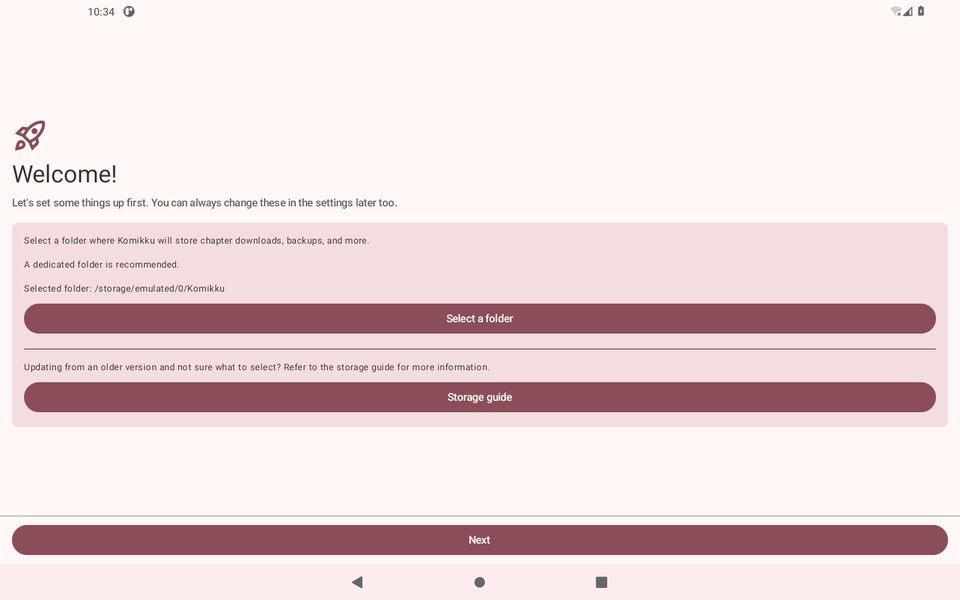 10:34
Welcome!
Let's set some things up first. You can always change these in the settings later too.
Select a folder where Komikku will store chapter downloads, backups, and more.
A dedicated folder is recommended.
Selected folder: /storage/emulated/0/Komikku
Select a folder
Updating from an older version and not sure what to select? Refer to the storage guide for more information.
Storage guide
Next